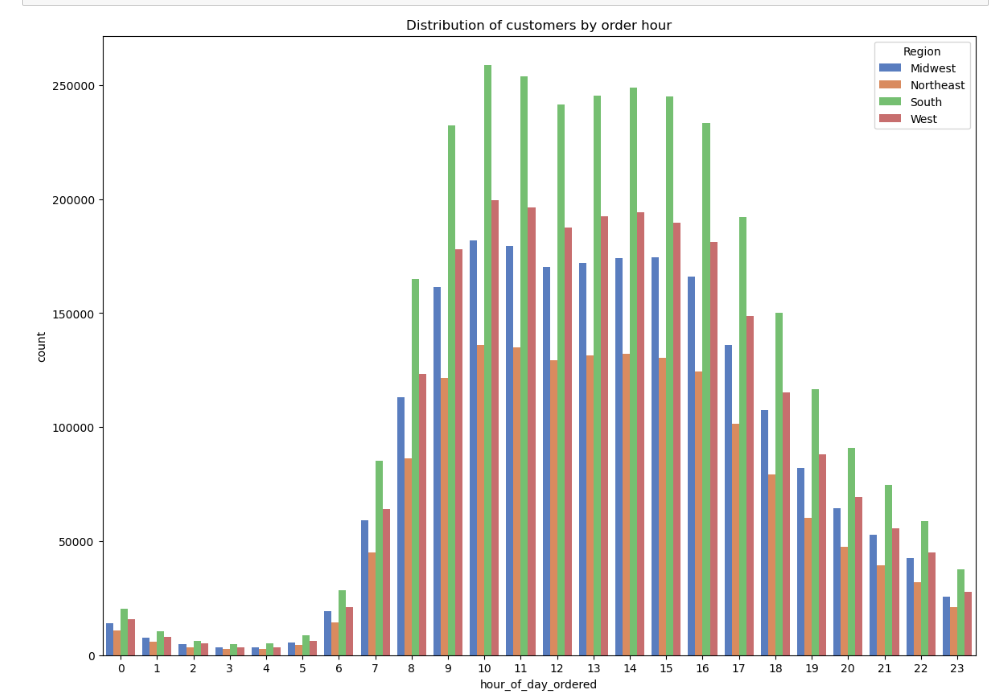 Distribution of customers by order hour
Region
Midwest
Northeast
South
West
250000
200000
150000
100000
50000
0
count
0 1 2 3 4 5 6 7 8 9 10 11 12 13 14 15 16 17 18 19 20 21 22 23
hour_of_day_ordered